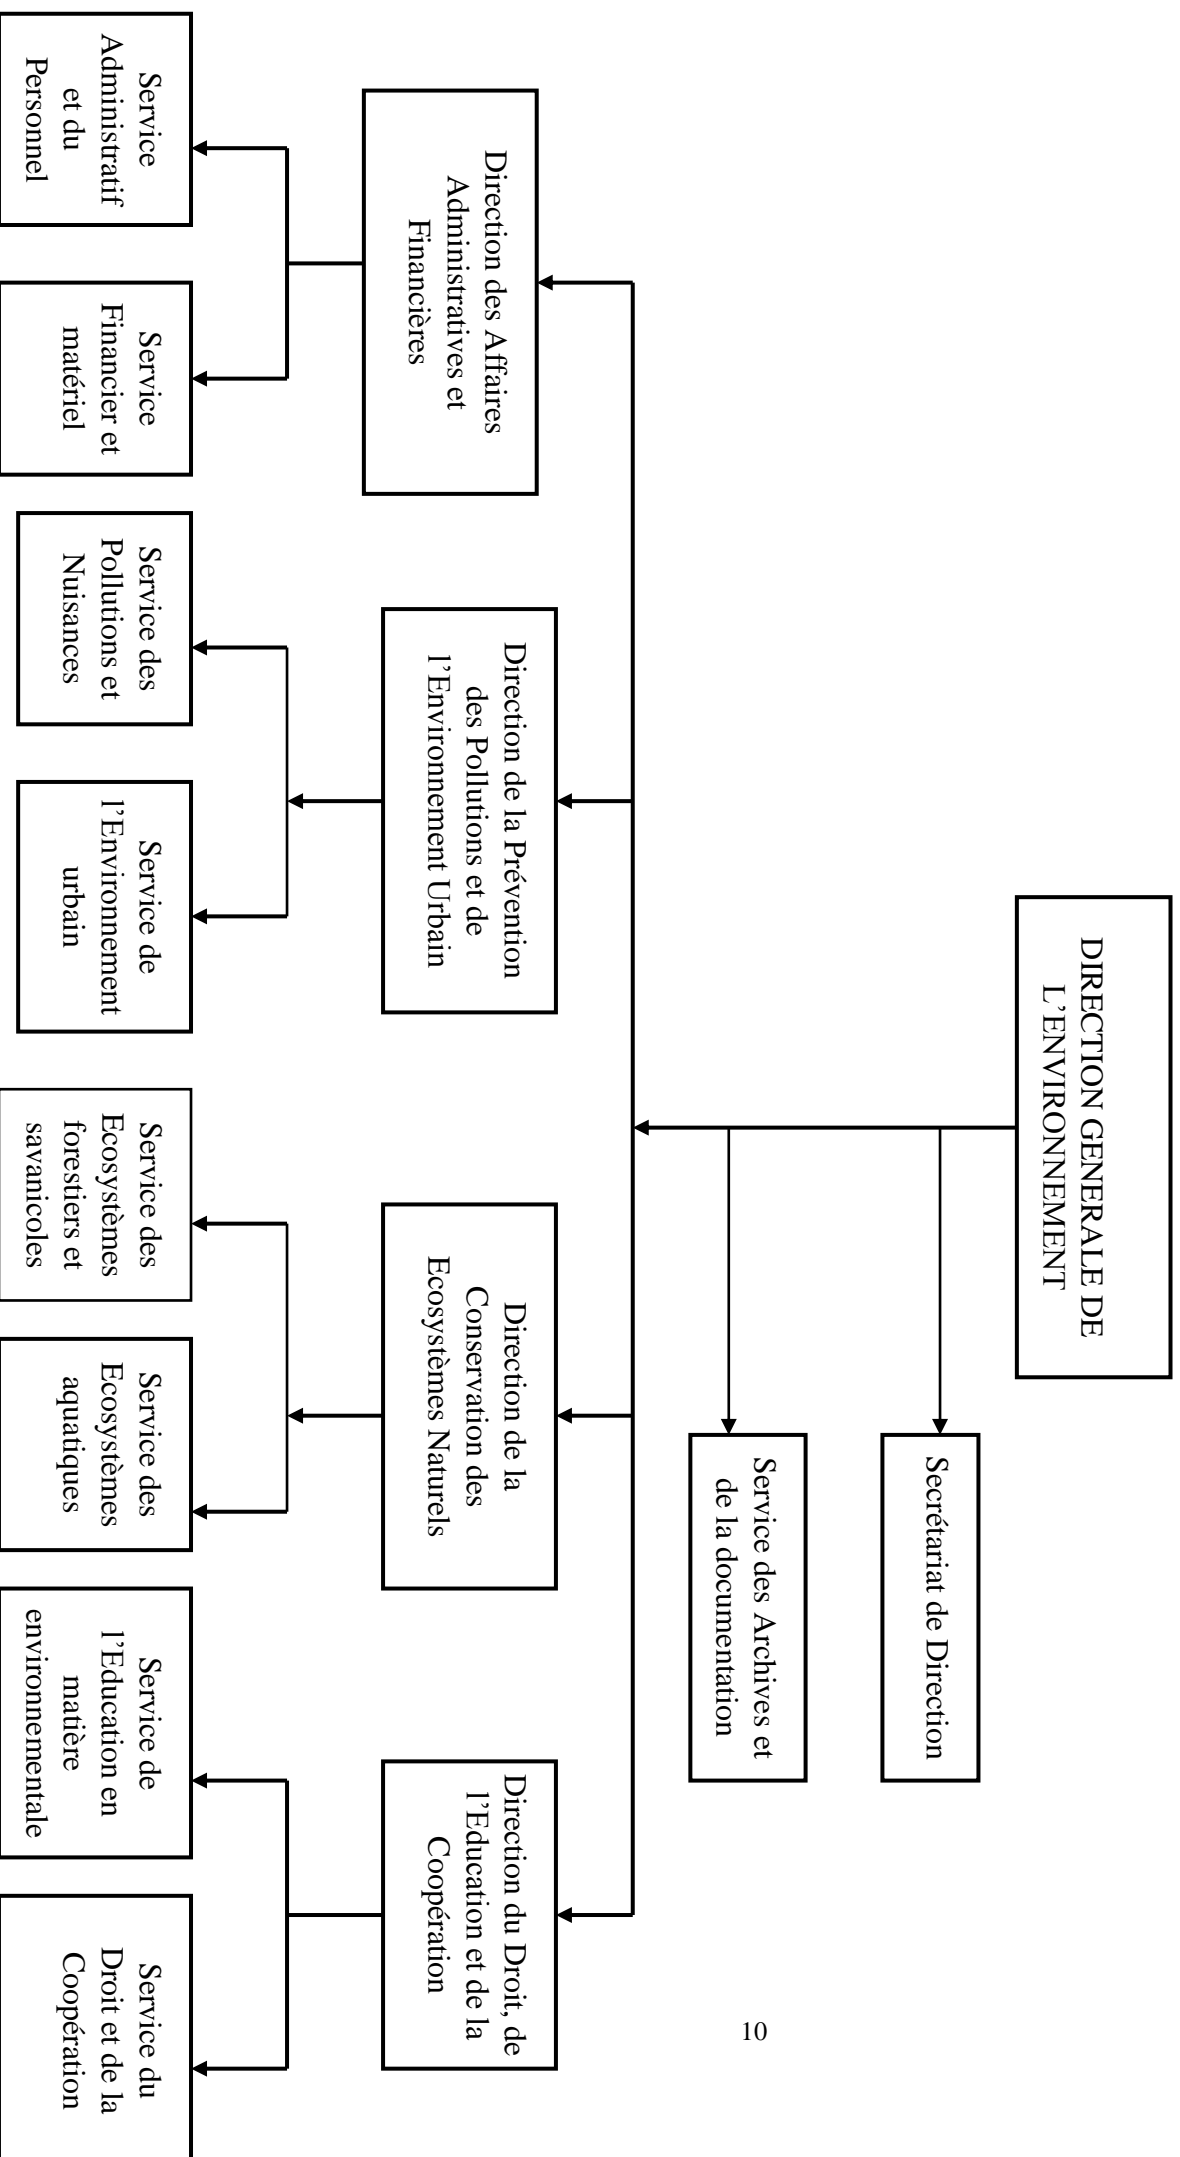 DIRECTION GENERALE DE
L’ENVIRONNEMENT
Secrétariat de Direction
Service des Archives et
de la documentation
Direction des Affaires
Administratives et
Financières
Direction de la Prévention
des Pollutions et de
l’Environnement Urbain
Direction de la
Conservation des
Ecosystèmes Naturels
Direction du Droit, de
l’Education et de la
Coopération
Service
Administratif
et du
Personnel
Service
Financier et
matériel
Service des
Pollutions et
Nuisances
Service de
l’Environnement
urbain
Service des
Ecosystèmes
forestiers et
savanicoles
Service des
Ecosystèmes
aquatiques
Service de
l’Education en
matière
environnementale
Service du
Droit et de la
Coopération
10